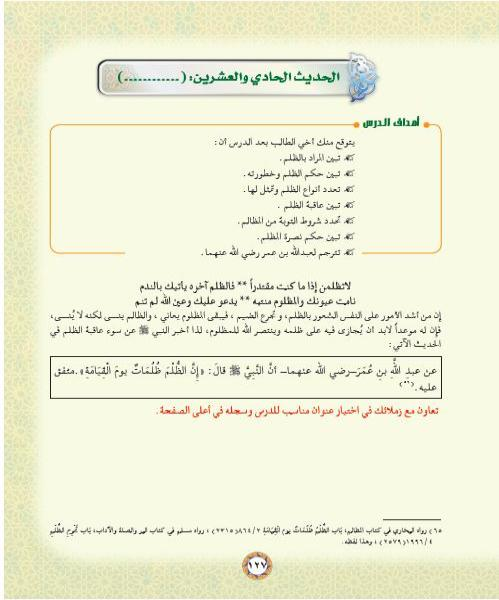 الحديث الحادي والعشرين: (............)
أهداف الدرس
يتوقع منك أخي الطالب بعد الدرس أن :
تبين المراد بالظلم .
تبين حكم الظلم وخطورته .
تعدد أنواع الظلم وتمثل لها .
تبين عاقبة الظلم .
تحدد شروط التوبة من المظالم .
تبين حكم نصرة المظلوم .
تترجم لعبدالله بن عمر رضي الله عنهما .
لاتظلمن إذا ما كنت مقتدراً ** فالظلم آخره يأتيك بالندم
نامت عيونك والمظلوم منتبه ** يدعو عليك وعين الله لم تنم
إن من أشد الأمور على النفس الشعور بالظلم، و تجرع الضيم ، فيبقى المظلوم يعاني ، والظالم ينسى لكنه لا يُنسى،
فإن له موعداً لابد أن يُجازى فيه على ظلمه وينتصر الله للمظلوم، لذا أخبر النبي ﷺ عن سوء عاقبة الظلم في
الحديث الآتي:
عن عبدِ اللَّهِ بنِ عُمَرَ–رضي الله عنهما– أنَّ النَّبِيَّ ﷺ قالَ: «إِنَّ الظُّلْمَ ظُلُمَاتٌ يومَ القِيَامَةِ».متفق
عليه .(٦٥)
تعاون مع زملائك في اختيار عنوان مناسب للدرس وسجله في أعلى الصفحة.
٦٥ ) رواه البخاري في كتاب المظالم، بَاب الظُّلْمُ ظُلُمَاتٌ يومَ الْقِيَامَةِ ٨٦٤/٢ (٢٣١٥) ، رواه مسلم في كتاب البر والصلة والآداب، بَاب تَحْرِيمِ الظُّلْمِ
١٩٩٦/٤ (٢٥٧٩) ، وهذا لفظه.
١٢٧